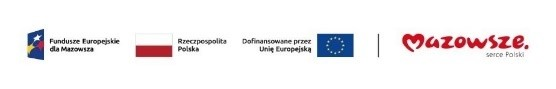 Fundusze Europejskie
dla Mazowsza
Rzeczpospolita
Polska
Dofinansowane przez
Unię Europejską
Mazowsze.
serce Polski